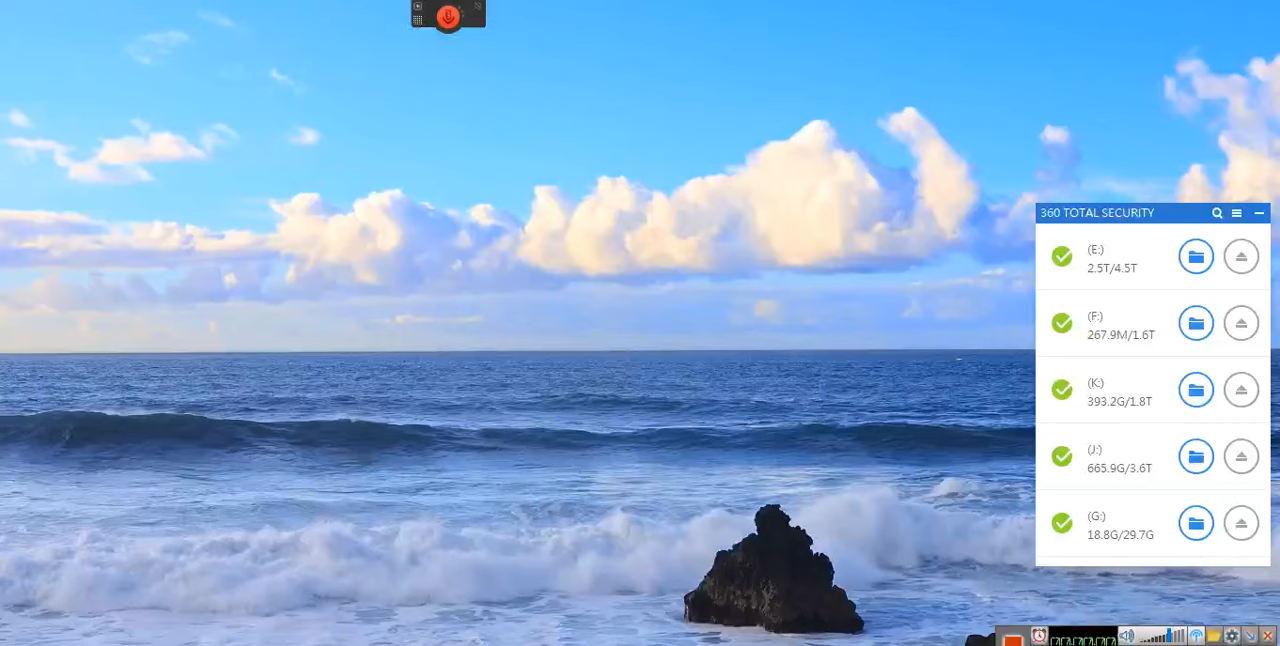 360 TOTAL SECURITY
(E:)
2.5T/4.5T
(F:)
267.9M/1.6T
(K:)
393.2G/1.8T
(J:)
665.9G/3.6T
(G:)
18.8G/29.7G